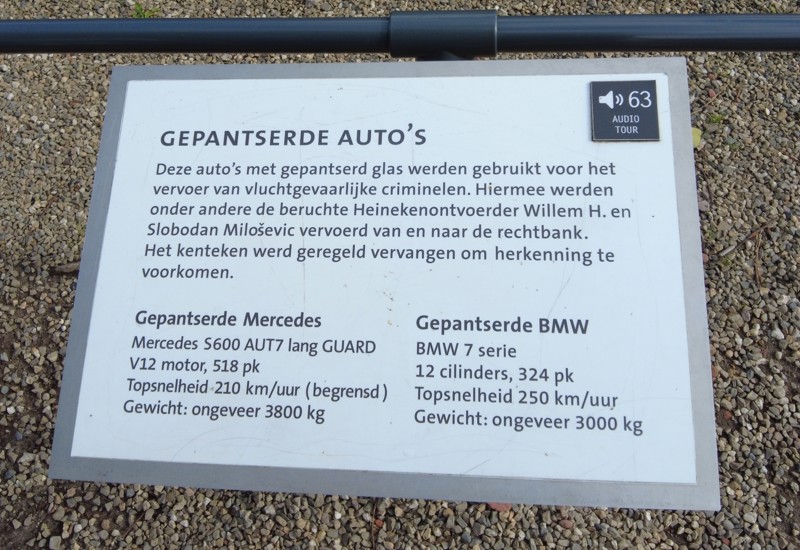 63
AUDIO
TOUR
GEPANTSERDE AUTO'S
Deze auto's met gepantserd glas werden gebruikt voor het
vervoer van vluchtgevaarlijke criminelen. Hiermee werden
onder andere de beruchte Heinekenontvoerder Willem H. en
Slobodan Miloševic vervoerd van en naar de rechtbank.
Het kenteken werd geregeld vervangen om herkenning te
voorkomen.
Gepantserde Mercedes
Mercedes S600 AUT7 lang GUARD
V12 motor, 518 pk
Topsnelheid 210 km/uur (begrensd)
Gewicht: ongeveer 3800 kg
Gepantserde BMW
BMW 7 serie
12 cilinders, 324 pk
Topsnelheid 250 km/uur
Gewicht: ongeveer 3000 kg